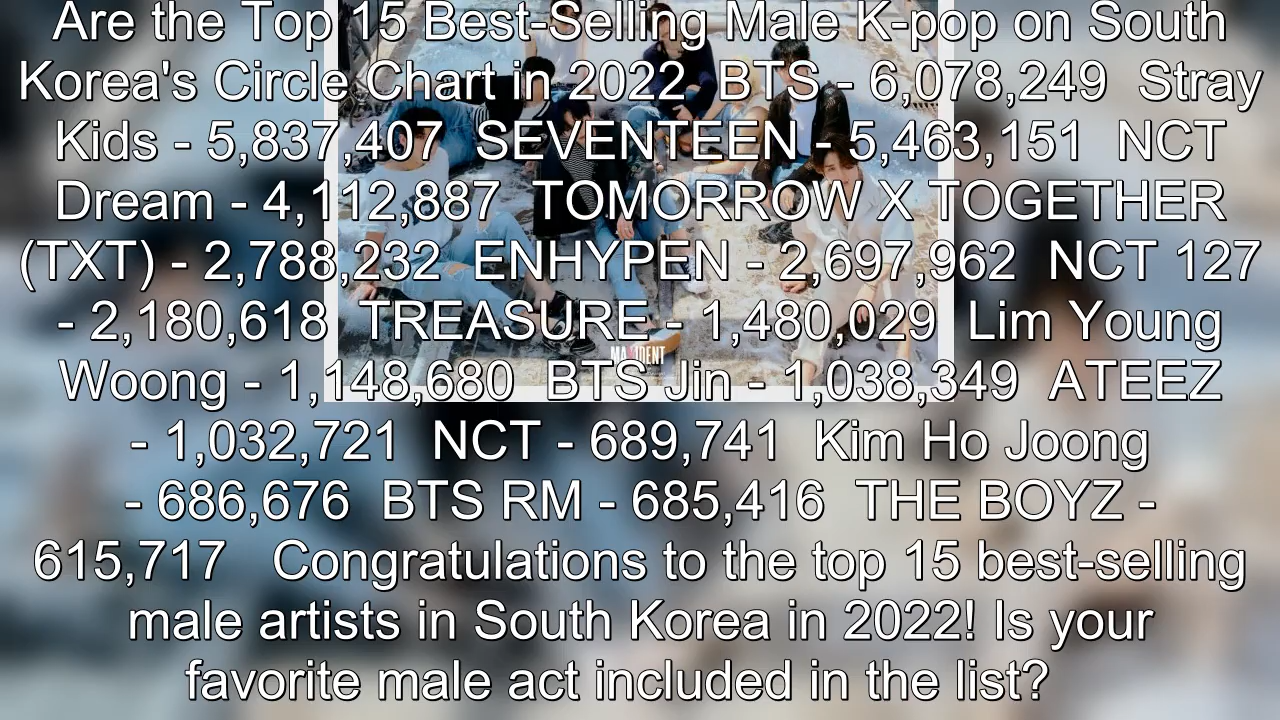 Are the Top 15 Best-Selling Male K-pop on South
Korea's Circle Chart in 2022  BTS - 6,078,249  Stray
Kids - 5,837,407  SEVENTEEN - 5,463,151  NCT
Dream - 4,112,887  TOMORROW X TOGETHER
(TXT) - 2,788,232  ENHYPEN - 2,697,962  NCT 127
- 2,180,618  TREASURE - 1,480,029  Lim Young
Woong - 1,148,680  BTS Jin - 1,038,349  ATEEZ
- 1,032,721  NCT - 689,741  Kim Ho Joong
- 686,676  BTS RM - 685,416  THE BOYZ -
615,717   Congratulations to the top 15 best-selling
male artists in South Korea in 2022! Is your
favorite male act included in the list?